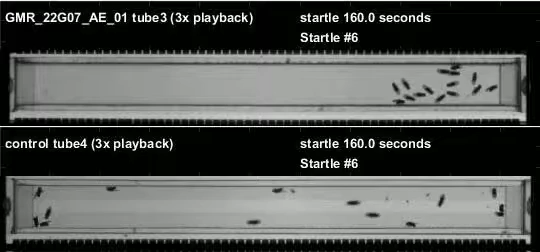 GMR_22G07_AE_01 tube3 (3x playback) startle 160.0 seconds
Startle #6
control tube4 (3x playback) startle 160.0 seconds
Startle #6